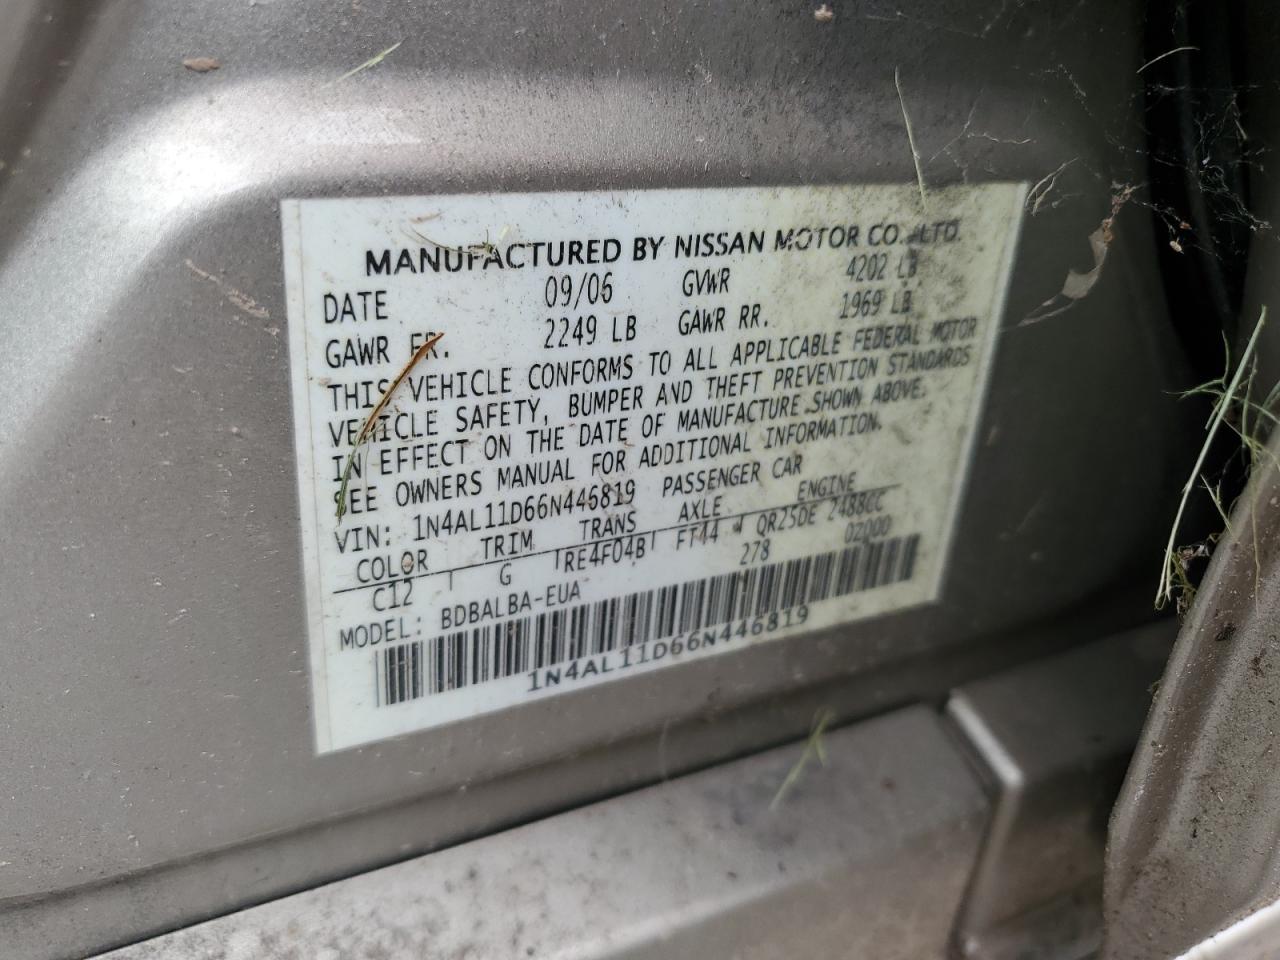 MANUFACTURED BY NISSAN MOTOR CO., LTD.
DATE 09/06 GVWR 4202 LB
GAWR FR. 2249 LB GAWR RR. 1969 LB
THIS VEHICLE CONFORMS TO ALL APPLICABLE FEDERAL MOTOR
VEHICLE SAFETY, BUMPER AND THEFT PREVENTION STANDARDS
IN EFFECT ON THE DATE OF MANUFACTURE SHOWN ABOVE.
SEE OWNERS MANUAL FOR ADDITIONAL INFORMATION.
VIN: 1N4AL11D66N446819 PASSENGER CAR
COLOR TRIM TRANS AXLE ENGINE
C12 G RE4F04B FT44 4 QR25DE 2488CC
MODEL: BDBALBA-EUA 278 02000
1N4AL11D66N446819